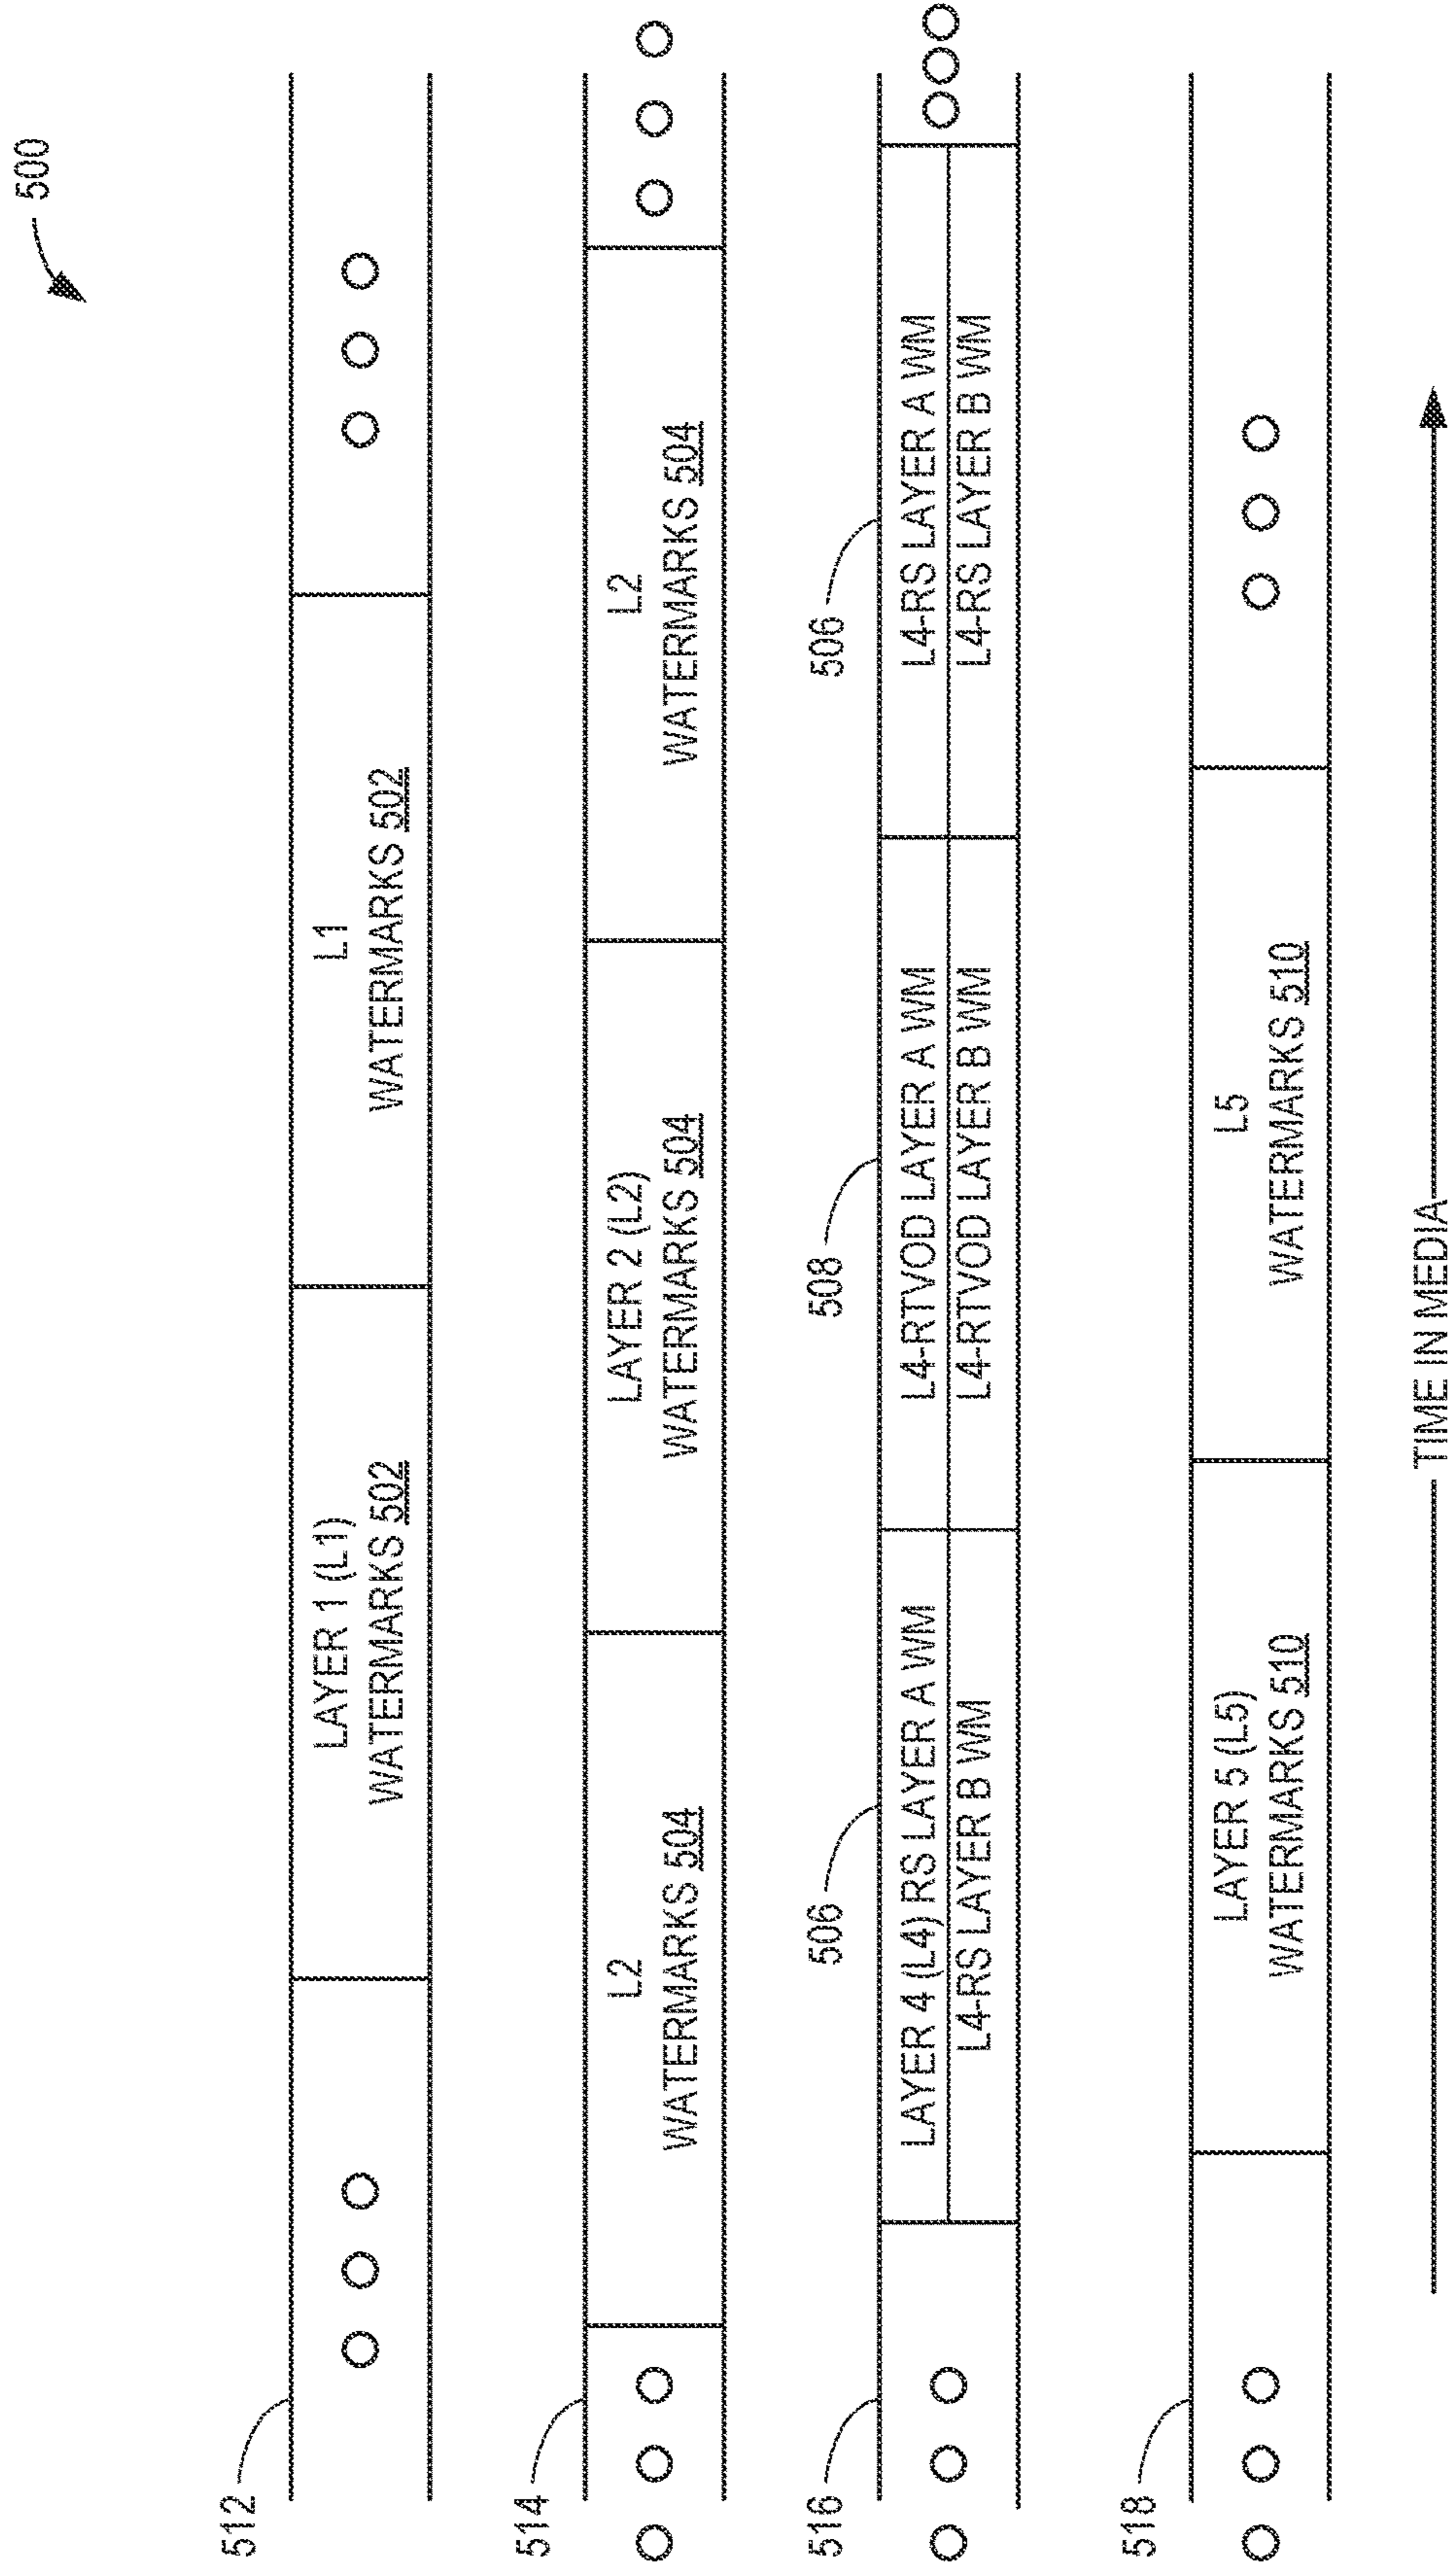 500
512
LAYER 1 (L1)
WATERMARKS 502
L1
WATERMARKS 502
514
L2
WATERMARKS 504
LAYER 2 (L2)
WATERMARKS 504
L2
WATERMARKS 504
516
506
LAYER 4 (L4) RS LAYER A WM
L4-RS LAYER B WM
508
L4-RTVOD LAYER A WM
L4-RTVOD LAYER B WM
506
L4-RS LAYER A WM
L4-RS LAYER B WM
518
LAYER 5 (L5)
WATERMARKS 510
L5
WATERMARKS 510
TIME IN MEDIA